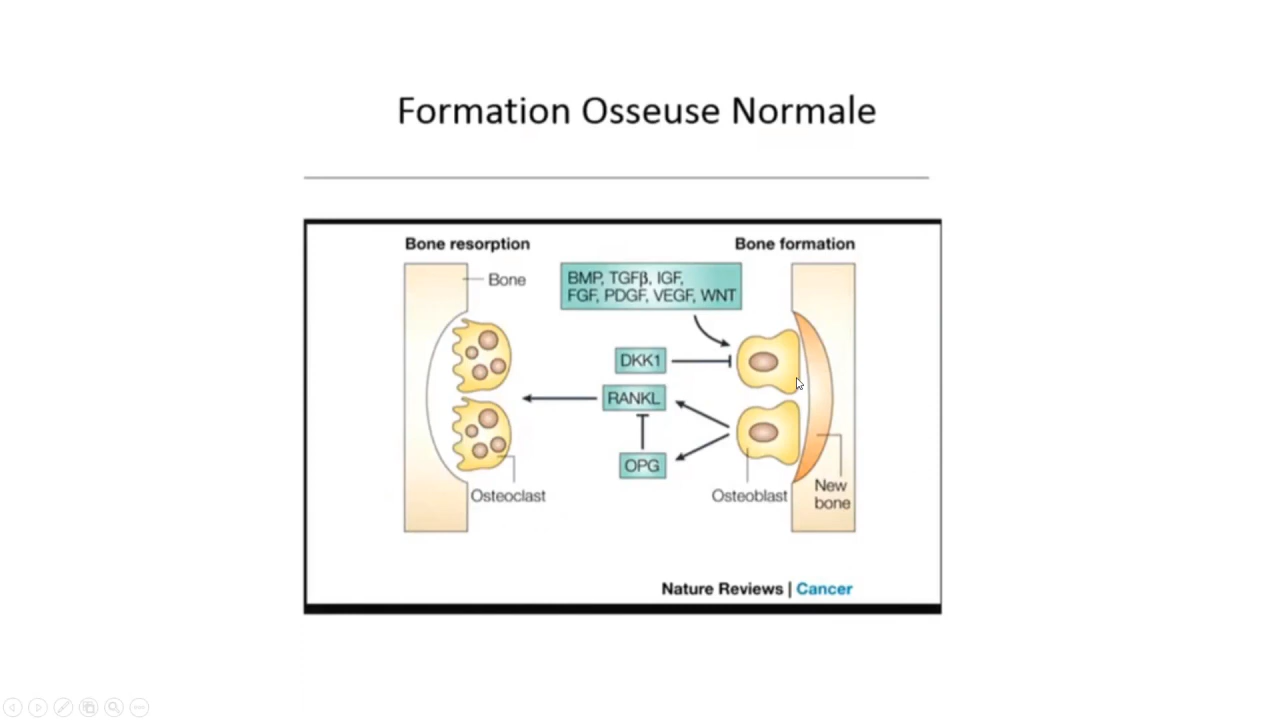 Formation Osseuse Normale
Bone resorption
Bone formation
Bone
BMP, TGFβ, IGF,
FGF, PDGF, VEGF, WNT
DKK1
RANKL
OPG
Osteoclast
Osteoblast
New
bone
Nature Reviews | Cancer